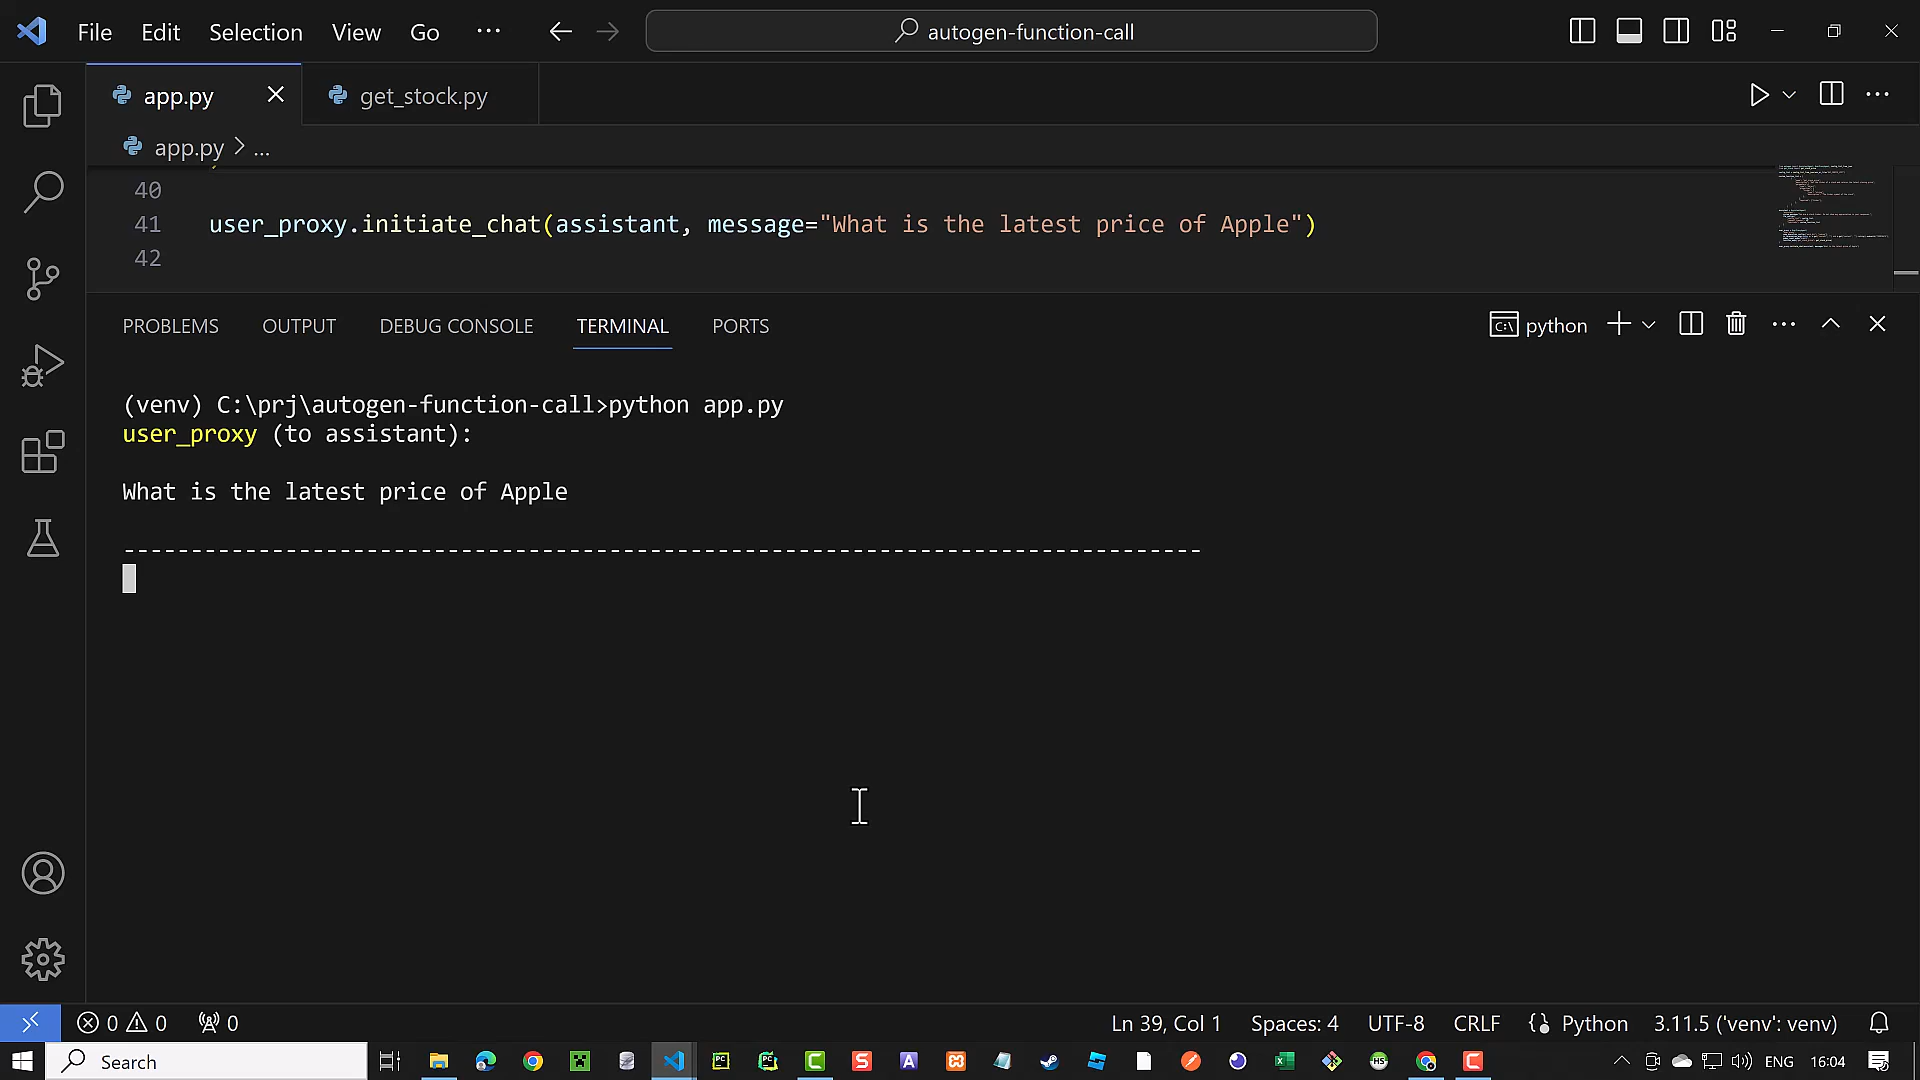 File Edit Selection View Go ··· autogen-function-call
app.py get_stock.py
app.py > ...
40
41 user_proxy.initiate_chat(assistant, message="What is the latest price of Apple")
42
PROBLEMS OUTPUT DEBUG CONSOLE TERMINAL PORTS python
(venv) C:\prj\autogen-function-call>python app.py
user_proxy (to assistant):
What is the latest price of Apple
--------------------------------------------------------------------------------
0 0 0 Ln 39, Col 1 Spaces: 4 UTF-8 CRLF Python 3.11.5 ('venv': venv)
Search ENG 16:04